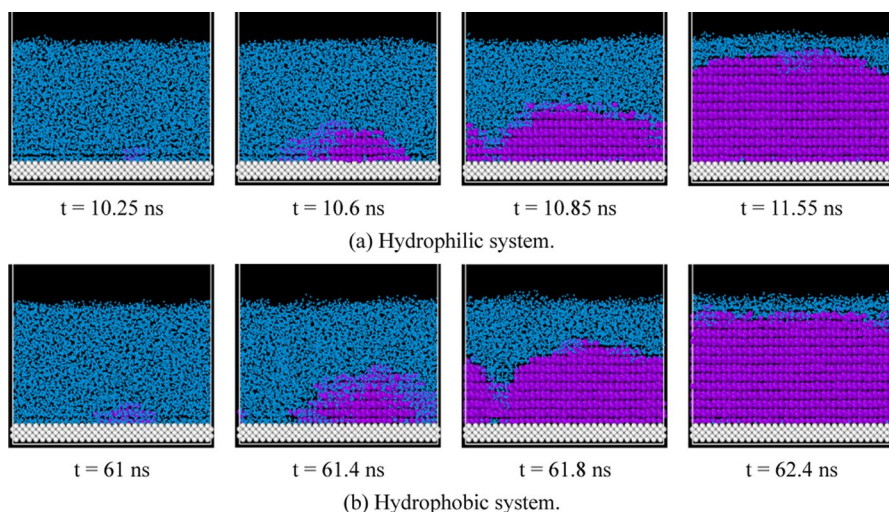 t = 10.25 ns t = 10.6 ns t = 10.85 ns t = 11.55 ns
(a) Hydrophilic system.
t = 61 ns t = 61.4 ns t = 61.8 ns t = 62.4 ns
(b) Hydrophobic system.